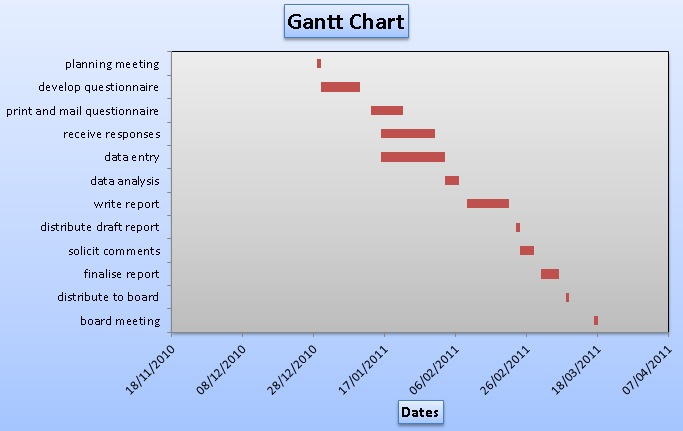 Gantt Chart
planning meeting
develop questionnaire
print and mail questionnaire
receive responses
data entry
data analysis
write report
distribute draft report
solicit comments
finalise report
distribute to board
board meeting
18/11/2010
08/12/2010
28/12/2010
17/01/2011
06/02/2011
26/02/2011
18/03/2011
07/04/2011
Dates